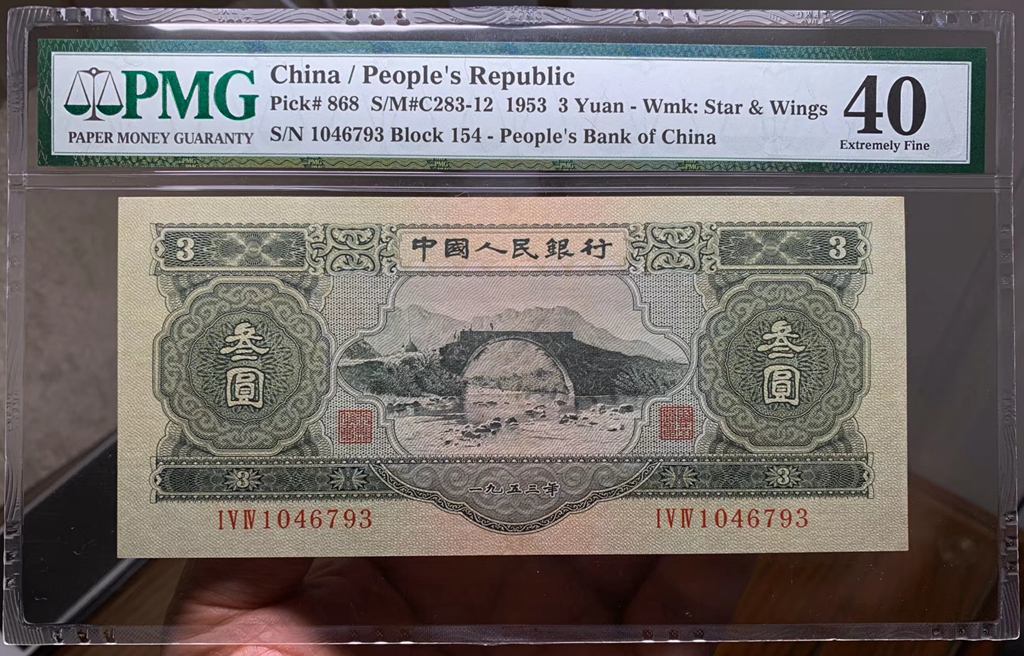 PMG
PAPER MONEY GUARANTY
China / People's Republic
Pick# 868 S/M#C283-12 1953 3 Yuan - Wmk: Star & Wings
S/N 1046793 Block 154 - People's Bank of China
40
Extremely Fine
中國人民銀行
3
3
叁圓
叁圓
3
3
一九五三年
IVIV1046793
IVIV1046793